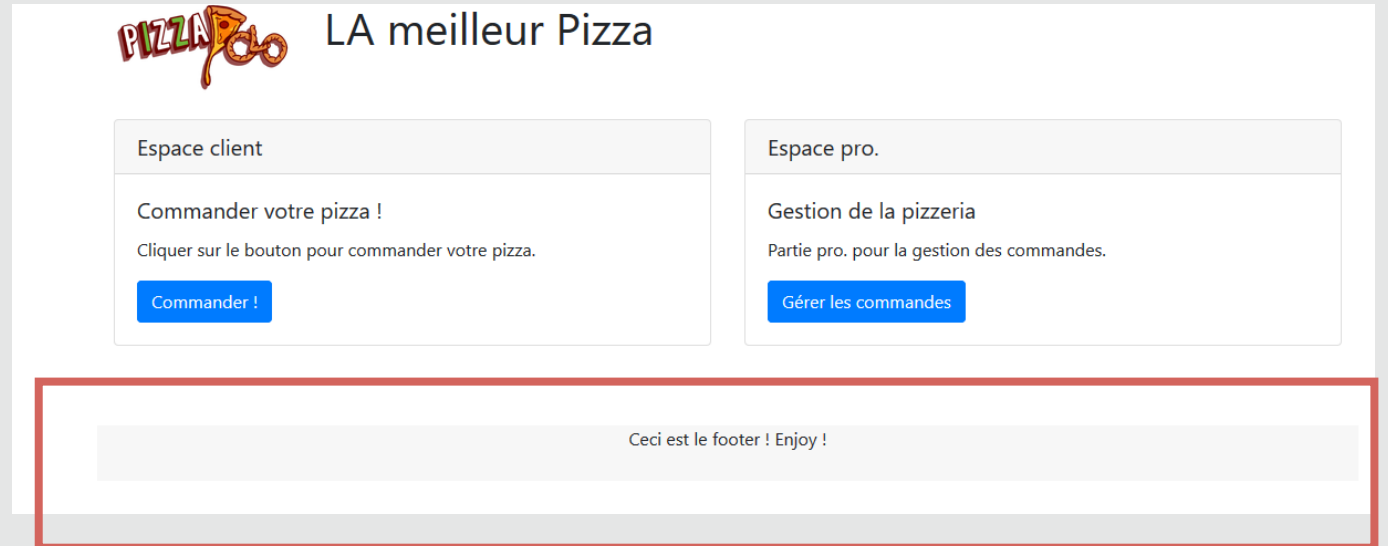 PIZZAPOLO
LA meilleur Pizza
Espace client
Commander votre pizza !
Cliquer sur le bouton pour commander votre pizza.
Commander !
Espace pro.
Gestion de la pizzeria
Partie pro. pour la gestion des commandes.
Gérer les commandes
Ceci est le footer ! Enjoy !